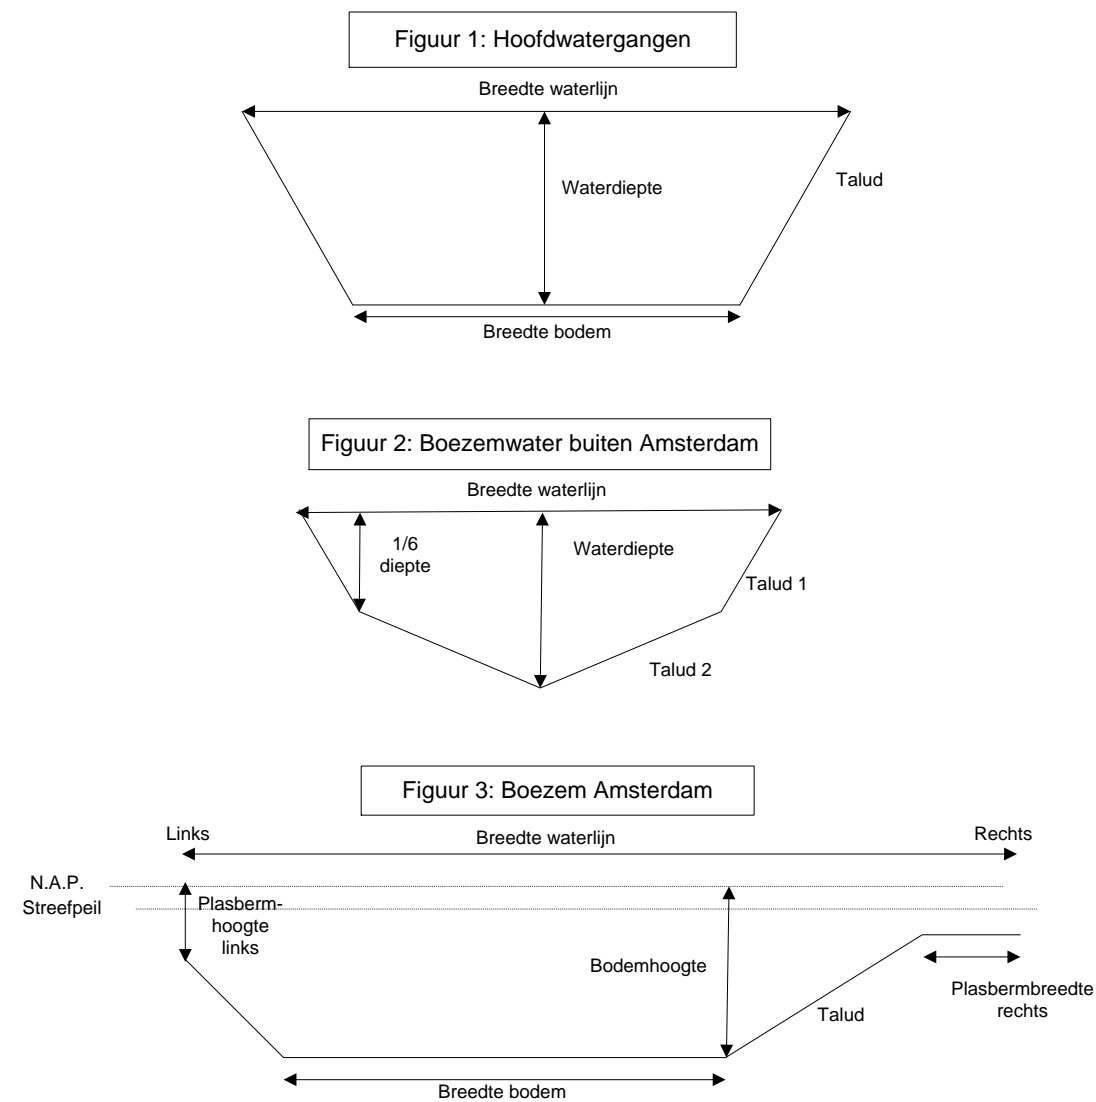 Figuur 1: Hoofdwatergangen
Breedte waterlijn
Waterdiepte
Talud
Breedte bodem
Figuur 2: Boezemwater buiten Amsterdam
Breedte waterlijn
1/6
diepte
Waterdiepte
Talud 1
Talud 2
Figuur 3: Boezem Amsterdam
Links
Breedte waterlijn
Rechts
N.A.P.
Streefpeil
Plasberm-
hoogte
links
Bodemhoogte
Plasbermbreedte
rechts
Talud
Breedte bodem